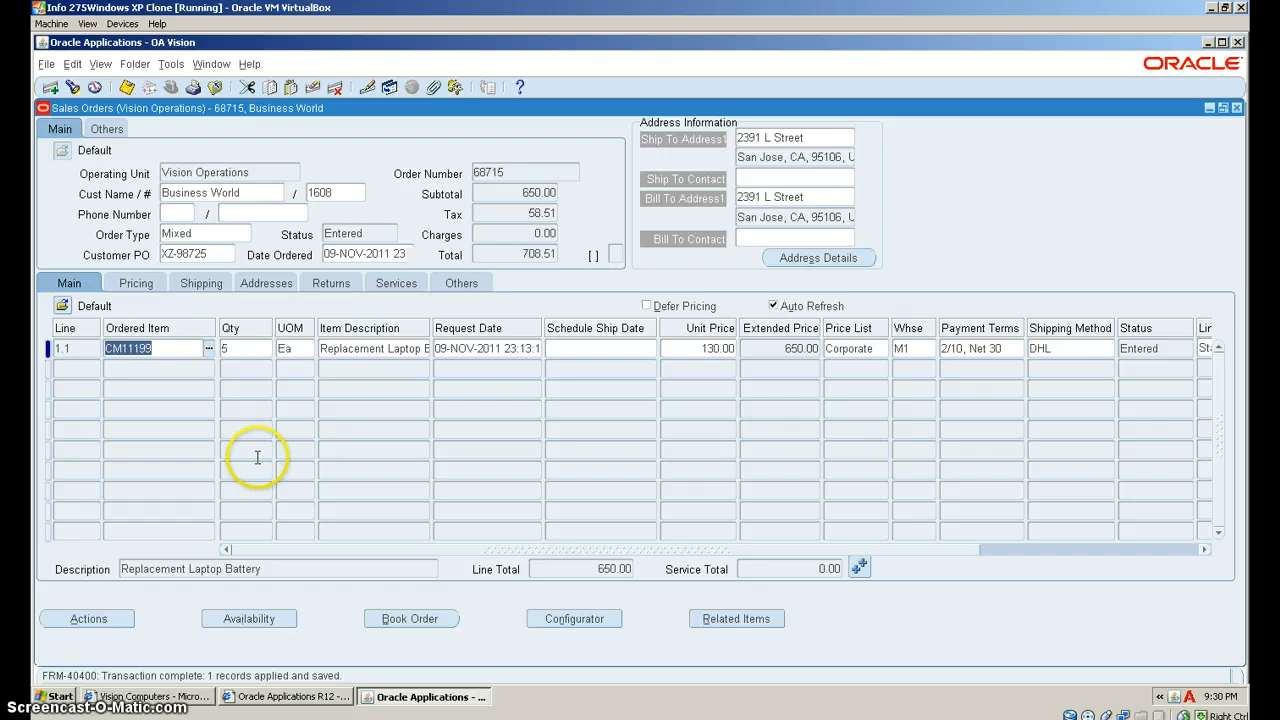 Info 275Windows XP Clone [Running] - Oracle VM VirtualBox
Machine View Devices Help
Oracle Applications - OA Vision
File Edit View Folder Tools Window Help
ORACLE
Sales Orders (Vision Operations) - 68715, Business World
Main Others
Default
Operating Unit Vision Operations
Order Number 68715
Cust Name / # Business World / 1608
Subtotal 650.00
Phone Number /
Tax 58.51
Order Type Mixed
Status Entered
Charges 0.00
Customer PO XZ-98725
Date Ordered 09-NOV-2011 23
Total 708.51 [ ]
Address Information
Ship To Address1 2391 L Street
San Jose, CA, 95106, U
Ship To Contact
Bill To Address1 2391 L Street
San Jose, CA, 95106, U
Bill To Contact
Address Details
Main Pricing Shipping Addresses Returns Services Others
Default
Defer Pricing
Auto Refresh
Line Ordered Item Qty UOM Item Description Request Date Schedule Ship Date Unit Price Extended Price Price List Whse Payment Terms Shipping Method Status Lin
1.1 CM11199 ... 5 Ea Replacement Laptop B 09-NOV-2011 23:13:1 130.00 650.00 Corporate M1 2/10, Net 30 DHL Entered Sta
Description Replacement Laptop Battery
Line Total 650.00
Service Total 0.00
Actions Availability Book Order Configurator Related Items
FRM-40400: Transaction complete: 1 records applied and saved.
Start Vision Computers - Micro... Oracle Applications R12 -... Oracle Applications - ... « A 9:30 PM
Screencast-O-Matic.com
Right Ctrl